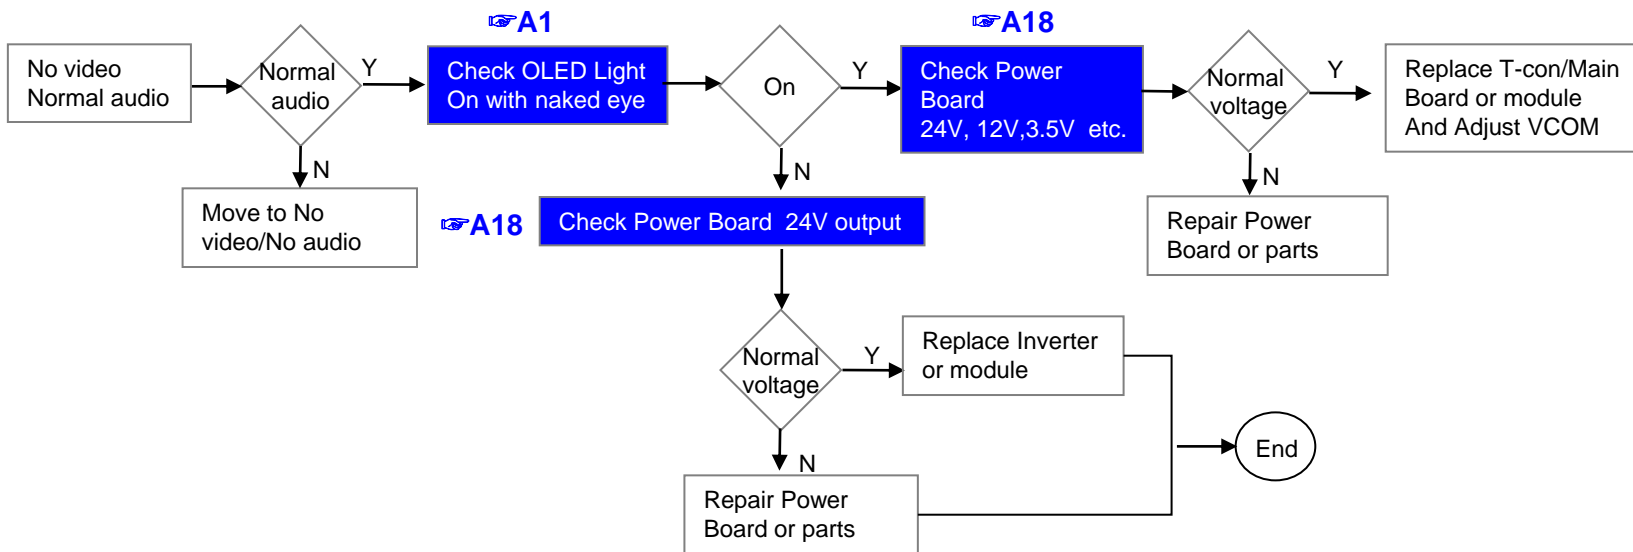 ☞A1
☞A18
No video
Normal audio
Normal
audio
Y
Check OLED Light
On with naked eye
On
Y
Check Power
Board
24V, 12V,3.5V  etc.
Normal
voltage
Y
Replace T-con/Main
Board or module
And Adjust VCOM
N
Move to No
video/No audio
N
☞A18
Check Power Board  24V output
N
Repair Power
Board or parts
Normal
voltage
Y
Replace Inverter
or module
N
Repair Power
Board or parts
End